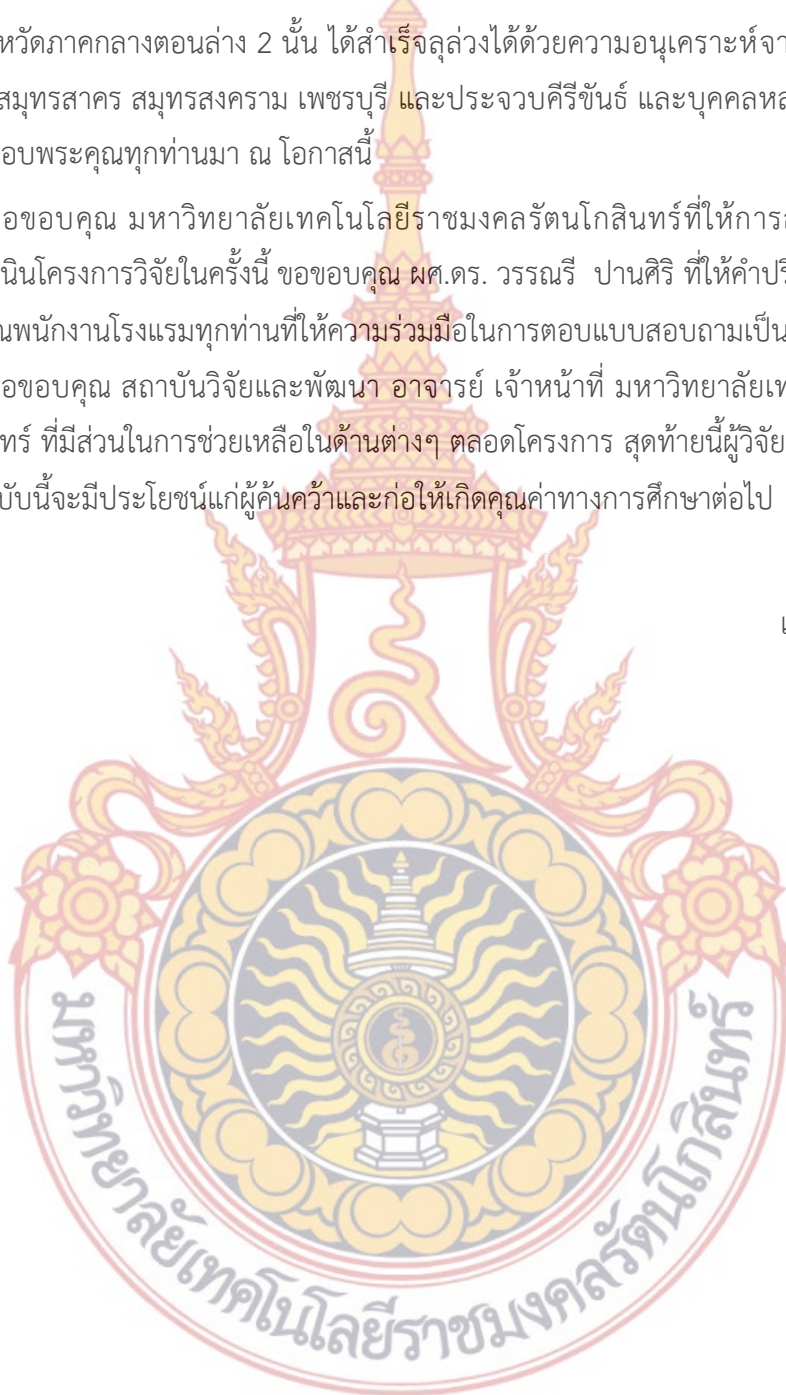 หวัดภาคกลางตอนล่าง 2 นั้น ได้สำเร็จลุล่วงได้ด้วยความอนุเคราะห์จา
สมุทรสาคร สมุทรสงคราม เพชรบุรี และประจวบคีรีขันธ์ และบุคคลหล
อบพระคุณทุกท่านมา ณ โอกาสนี้
อขอบคุณ มหาวิทยาลัยเทคโนโลยีราชมงคลรัตนโกสินทร์ที่ให้การส
นินโครงการวิจัยในครั้งนี้ ขอขอบคุณ ผศ.ดร. วรรณรี ปานศิริ ที่ให้คำปรึ
ณพนักงานโรงแรมทุกท่านที่ให้ความร่วมมือในการตอบแบบสอบถามเป็น
อขอบคุณ สถาบันวิจัยและพัฒนา อาจารย์ เจ้าหน้าที่ มหาวิทยาลัยเท
ทร์ ที่มีส่วนในการช่วยเหลือในด้านต่างๆ ตลอดโครงการ สุดท้ายนี้ผู้วิจัย
บับนี้จะมีประโยชน์แก่ผู้ค้นคว้าและก่อให้เกิดคุณค่าทางการศึกษาต่อไป
มหาวิทยาลัยเทคโนโลยีราชมงคลรัตนโกสินทร์